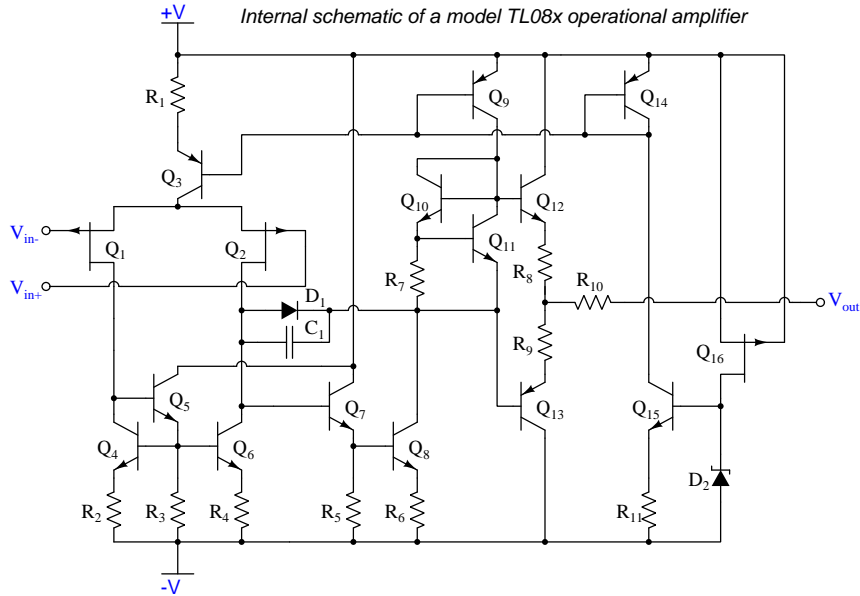 Internal schematic of a model TL08x operational amplifier
+V
R1
Q9
Q14
Q3
Q10
Q12
Vin-
Q1
Q2
Q11
R7
R8
R10
Vin+
D1
C1
Vout
R9
Q16
Q5
Q7
Q13
Q15
Q4
Q6
Q8
D2
R2
R3
R4
R5
R6
R11
-V